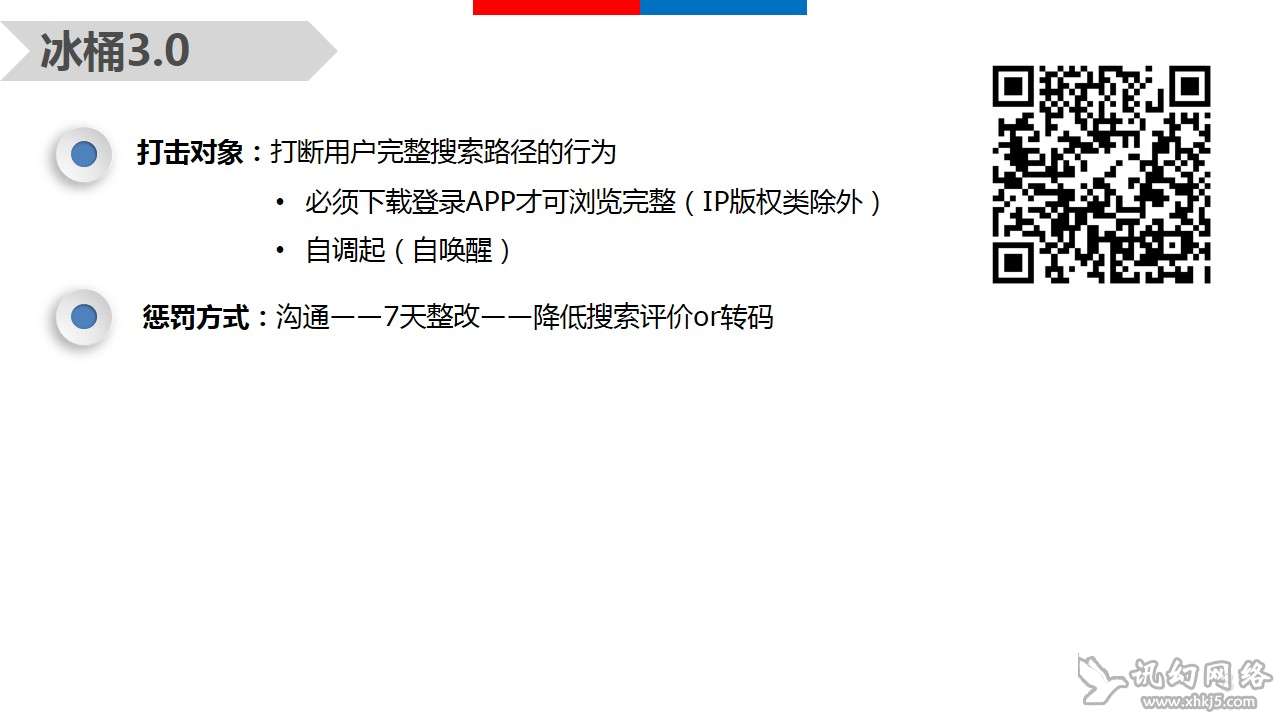 冰桶3.0
打击对象：打断用户完整搜索路径的行为
• 必须下载登录APP才可浏览完整（IP版权类除外）
• 自调起（自唤醒）
惩罚方式：沟通——7天整改——降低搜索评价or转码
讯幻网络
www.xhkj5.com